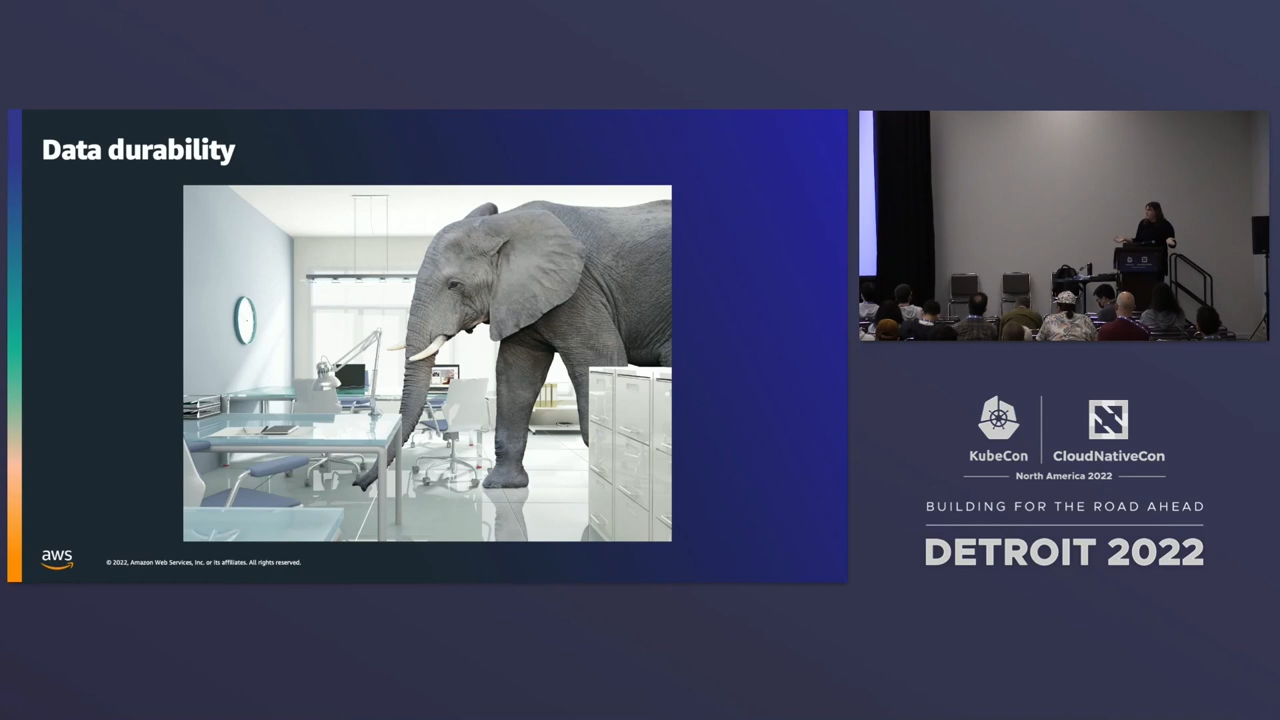 Data durability
aws
© 2022, Amazon Web Services, Inc. or its affiliates. All rights reserved.
KubeCon
CloudNativeCon
North America 2022
BUILDING FOR THE ROAD AHEAD
DETROIT 2022